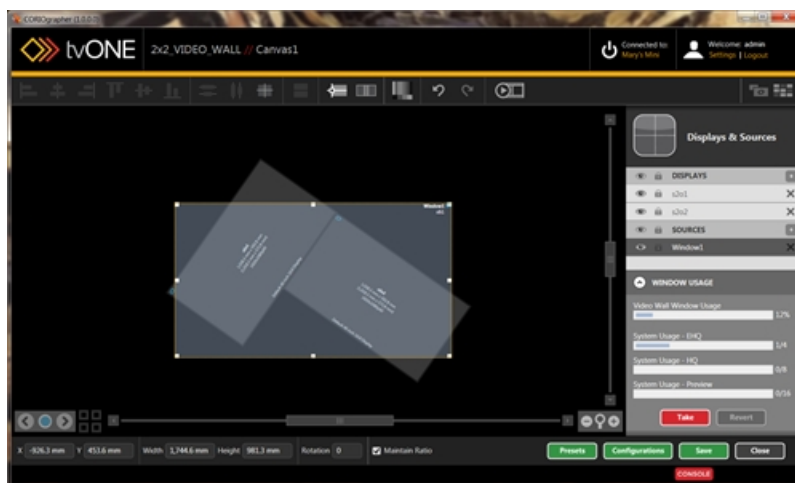 CORIOgrapher (1.0.0.0)
tvONE
2x2_VIDEO_WALL // Canvas1
Connected to:
Mary's Mini
Welcome: admin
Settings | Logout
Displays & Sources
DISPLAYS
s2o1
s2o2
SOURCES
Window1
Window1
WINDOW USAGE
Video Wall Window Usage
12%
System Usage - EHQ
1/4
System Usage - HQ
0/8
System Usage - Preview
0/16
Take
Revert
X -926.3 mm Y 453.6 mm Width 1,744.6 mm Height 981.3 mm Rotation 0 Maintain Ratio
Presets
Configurations
Save
Close
CONSOLE